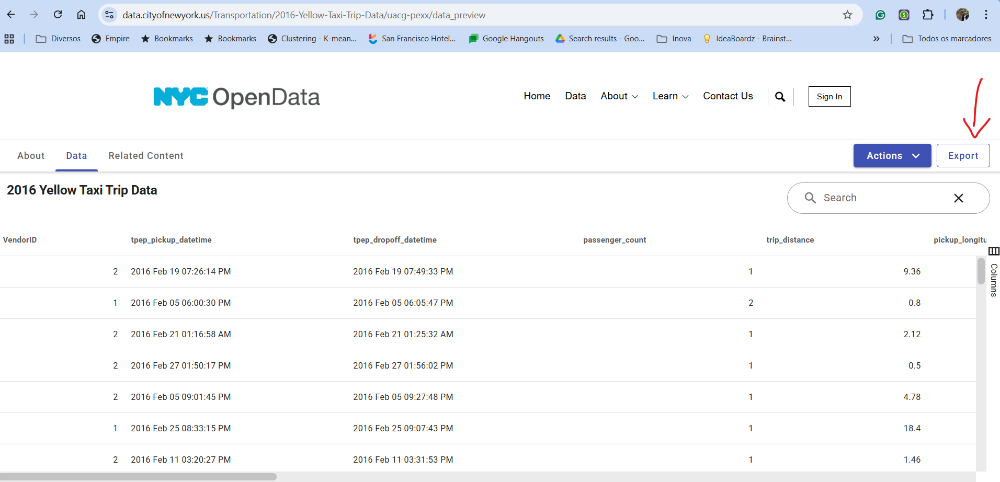 data.cityofnewyork.us/Transportation/2016-Yellow-Taxi-Trip-Data/uacg-pexx/data_preview
Diversos Empire Bookmarks Bookmarks Clustering - K-mean... San Francisco Hotel... Google Hangouts Search results - Goo... Inova IdeaBoardz - Brainst... » Todos os marcadores
NYC OpenData Home Data About Learn Contact Us Sign In
About Data Related Content Actions Export
2016 Yellow Taxi Trip Data Search
VendorID tpep_pickup_datetime tpep_dropoff_datetime passenger_count trip_distance pickup_longitu
2 2016 Feb 19 07:26:14 PM 2016 Feb 19 07:49:33 PM 1 9.36
Columns
1 2016 Feb 05 06:00:30 PM 2016 Feb 05 06:05:47 PM 2 0.8
2 2016 Feb 21 01:16:58 AM 2016 Feb 21 01:25:32 AM 1 2.12
2 2016 Feb 27 01:50:17 PM 2016 Feb 27 01:56:02 PM 1 0.5
2 2016 Feb 05 09:01:45 PM 2016 Feb 05 09:27:48 PM 1 4.78
1 2016 Feb 25 08:33:15 PM 2016 Feb 25 09:07:43 PM 1 18.4
2 2016 Feb 11 03:20:27 PM 2016 Feb 11 03:31:53 PM 1 1.46